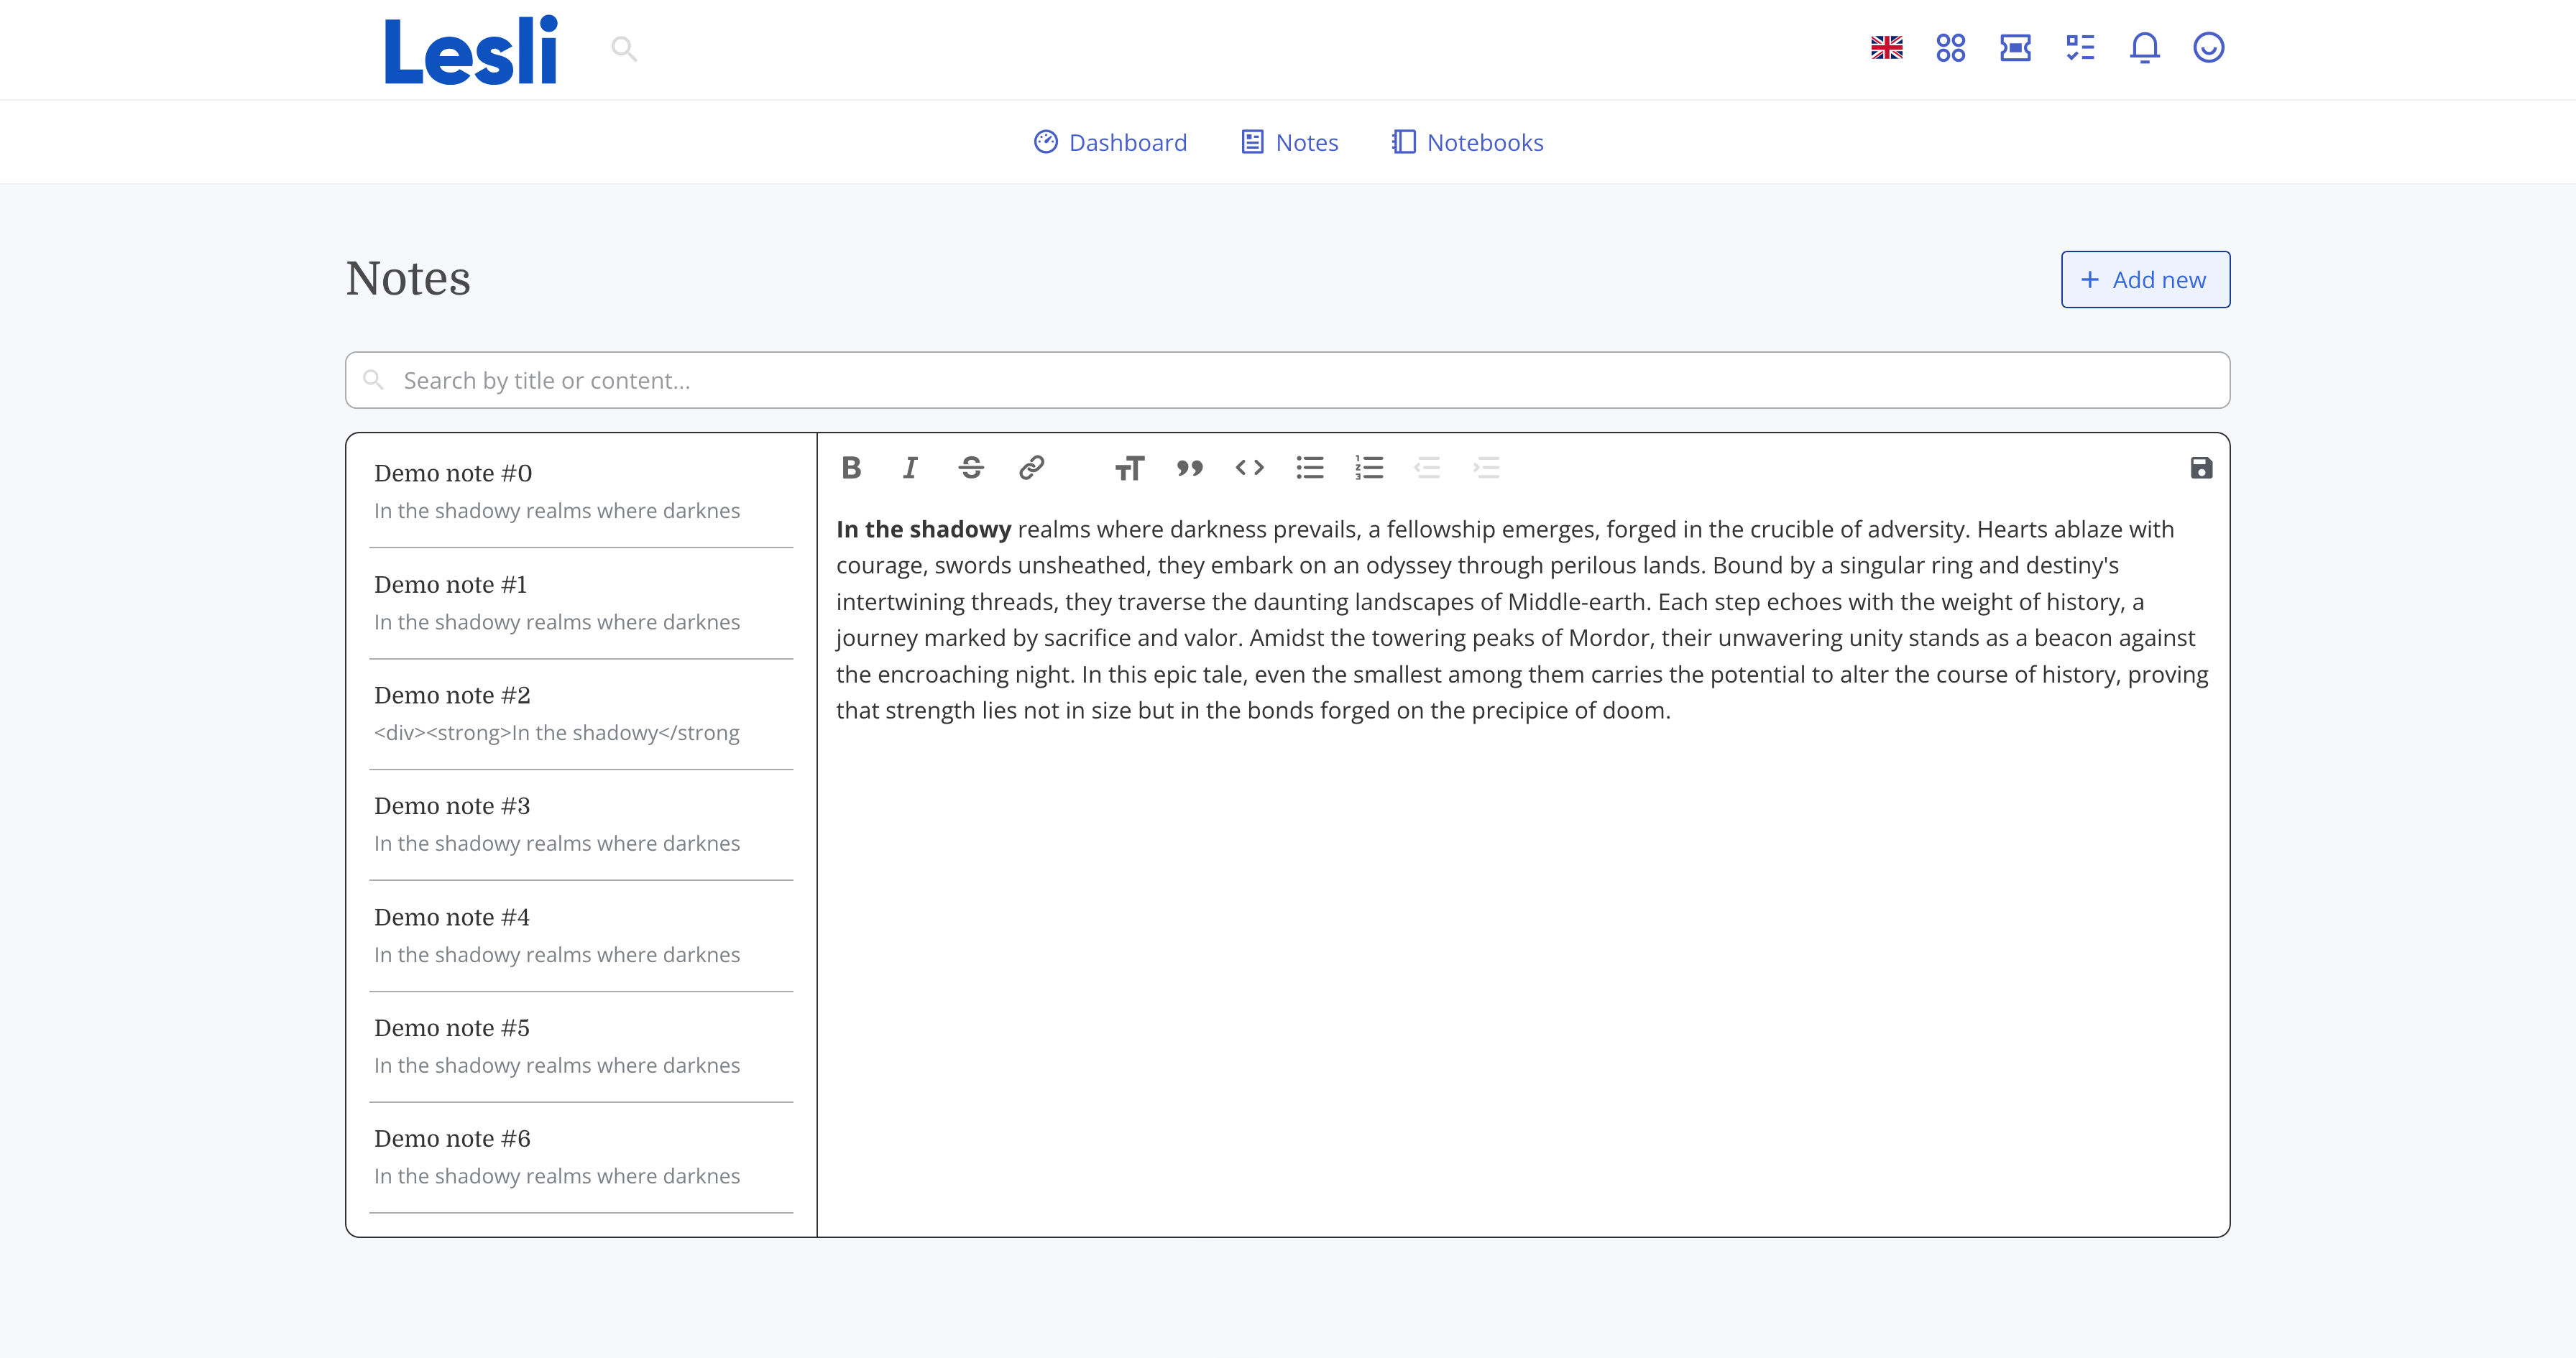 Lesli
Dashboard
Notes
Notebooks
Notes
+ Add new
Search by title or content...
Demo note #0
In the shadowy realms where darknes
Demo note #1
In the shadowy realms where darknes
Demo note #2
<div><strong>In the shadowy</strong
Demo note #3
In the shadowy realms where darknes
Demo note #4
In the shadowy realms where darknes
Demo note #5
In the shadowy realms where darknes
Demo note #6
In the shadowy realms where darknes
In the shadowy realms where darkness prevails, a fellowship emerges, forged in the crucible of adversity. Hearts ablaze with
courage, swords unsheathed, they embark on an odyssey through perilous lands. Bound by a singular ring and destiny's
intertwining threads, they traverse the daunting landscapes of Middle-earth. Each step echoes with the weight of history, a
journey marked by sacrifice and valor. Amidst the towering peaks of Mordor, their unwavering unity stands as a beacon against
the encroaching night. In this epic tale, even the smallest among them carries the potential to alter the course of history, proving
that strength lies not in size but in the bonds forged on the precipice of doom.